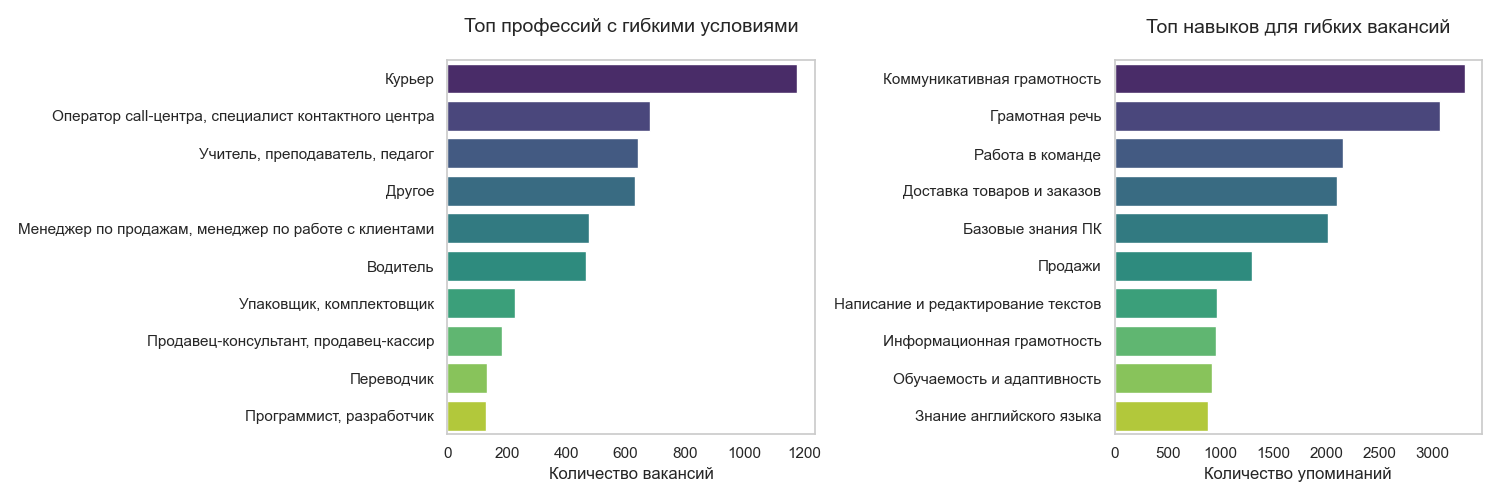 Топ профессий с гибкими условиями
Курьер
Оператор call-центра, специалист контактного центра
Учитель, преподаватель, педагог
Другое
Менеджер по продажам, менеджер по работе с клиентами
Водитель
Упаковщик, комплектовщик
Продавец-консультант, продавец-кассир
Переводчик
Программист, разработчик
0 200 400 600 800 1000 1200
Количество вакансий
Топ навыков для гибких вакансий
Коммуникативная грамотность
Грамотная речь
Работа в команде
Доставка товаров и заказов
Базовые знания ПК
Продажи
Написание и редактирование текстов
Информационная грамотность
Обучаемость и адаптивность
Знание английского языка
0 500 1000 1500 2000 2500 3000
Количество упоминаний